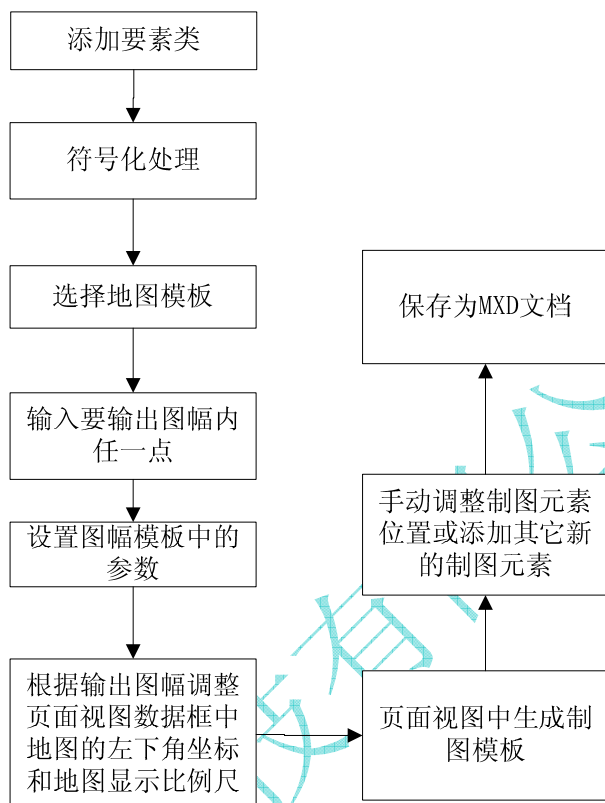 添加要素类
符号化处理
选择地图模板
输入要输出图幅内
任一点
设置图幅模板中的
参数
根据输出图幅调整
页面视图数据框中
地图的左下角坐标
和地图显示比例尺
页面视图中生成制
图模板
手动调整制图元素
位置或添加其它新
的制图元素
保存为MXD文档